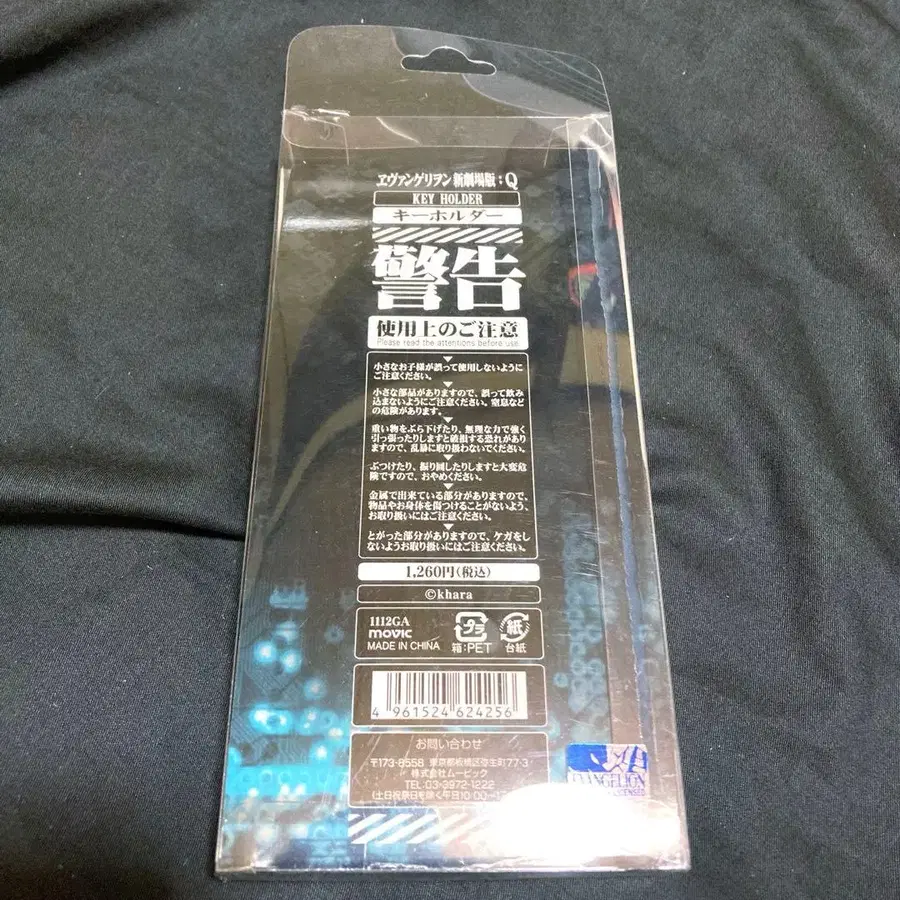 ヱヴァンゲリヲン新劇場版：Q
KEY HOLDER
キーホルダー
警告
使用上のご注意
Please read the attentions before use
小さなお子様が誤って使用しないように
ご注意ください。
小さな部品がありますので、誤って飲み
込まないようにご注意ください。窒息など
の危険があります。
重い物をぶら下げたり、無理な力で強く
引っ張ったりしますと破損する恐れがあり
ますので、乱暴に取り扱わないでください。
ぶつけたり、振り回したりしますと大変危
険ですので、おやめください。
金属で出来ている部分がありますので、
物品やお身体を傷つけることがないよう、
お取り扱いにはご注意ください。
とがった部分がありますので、ケガをし
ないようお取り扱いにはご注意ください。
1,260円(税込)
©khara
1112GA
movic
MADE IN CHINA
プラ
箱:PET
紙
台紙
4 961524 624256
お問い合わせ
〒173-8558 東京都板橋区弥生町77-3
株式会社ムービック
TEL:03-3972-1222
(土日祝祭日を除く午日10:00
EVANGELION